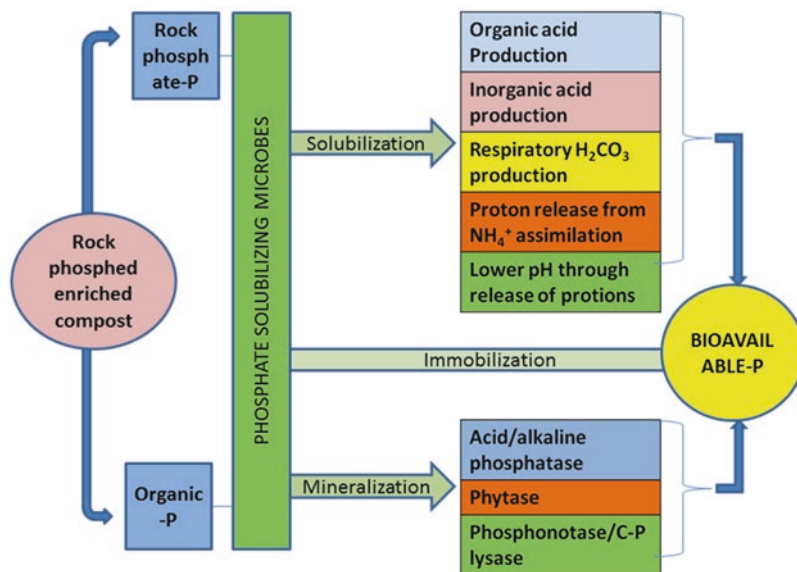 Rock
phosph
ate-P
Rock
phosphed
enriched
compost
Organic
-P
PHOSPHATE SOLUBILIZING MICROBES
Solubilization
Organic acid
Production
Inorganic acid
production
Respiratory H₂CO₃
production
Proton release from
NH₄⁺ assimilation
Lower pH through
release of protions
Immobilization
BIOAVAIL
ABLE-P
Mineralization
Acid/alkaline
phosphatase
Phytase
Phosphonotase/C-P
lysase